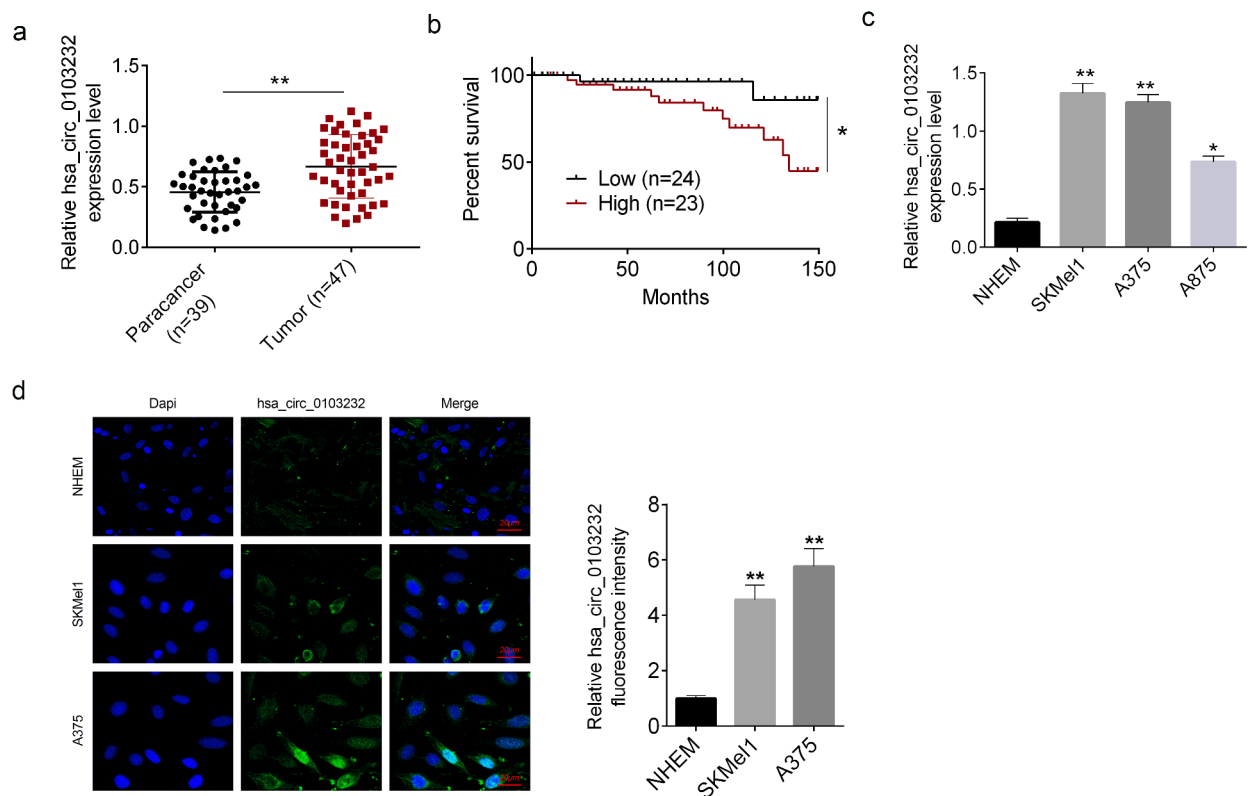 a
Relative hsa_circ_0103232
expression level
1.5
1.0
0.5
0.0
**
Paracancer
(n=39)
Tumor (n=47)
b
Percent survival
100
50
0
Low (n=24)
High (n=23)
*
0
50
100
150
Months
c
Relative hsa_circ_0103232
expression level
1.5
1.0
0.5
0.0
**
**
*
NHEM
SKMel1
A375
A875
d
Dapi
hsa_circ_0103232
Merge
NHEM
20μm
SKMel1
20μm
A375
20μm
Relative hsa_circ_0103232
fluorescence intensity
8
6
4
2
0
**
**
NHEM
SKMel1
A375